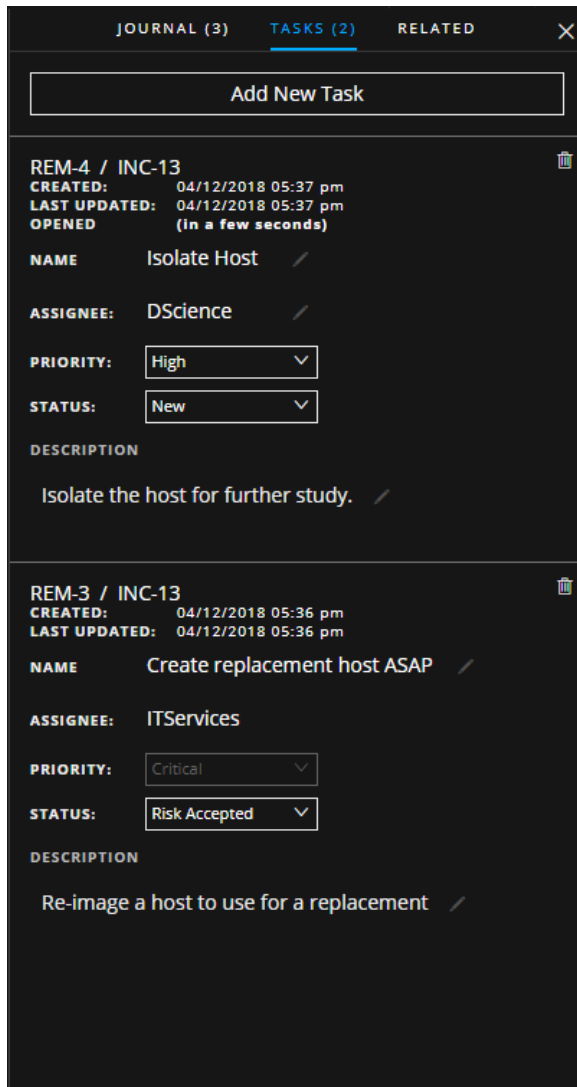 JOURNAL (3) TASKS (2) RELATED
Add New Task
REM-4 / INC-13
CREATED: 04/12/2018 05:37 pm
LAST UPDATED: 04/12/2018 05:37 pm
OPENED (in a few seconds)
NAME Isolate Host
ASSIGNEE: DScience
PRIORITY: High
STATUS: New
DESCRIPTION
Isolate the host for further study.
REM-3 / INC-13
CREATED: 04/12/2018 05:36 pm
LAST UPDATED: 04/12/2018 05:36 pm
NAME Create replacement host ASAP
ASSIGNEE: ITServices
PRIORITY: Critical
STATUS: Risk Accepted
DESCRIPTION
Re-image a host to use for a replacement